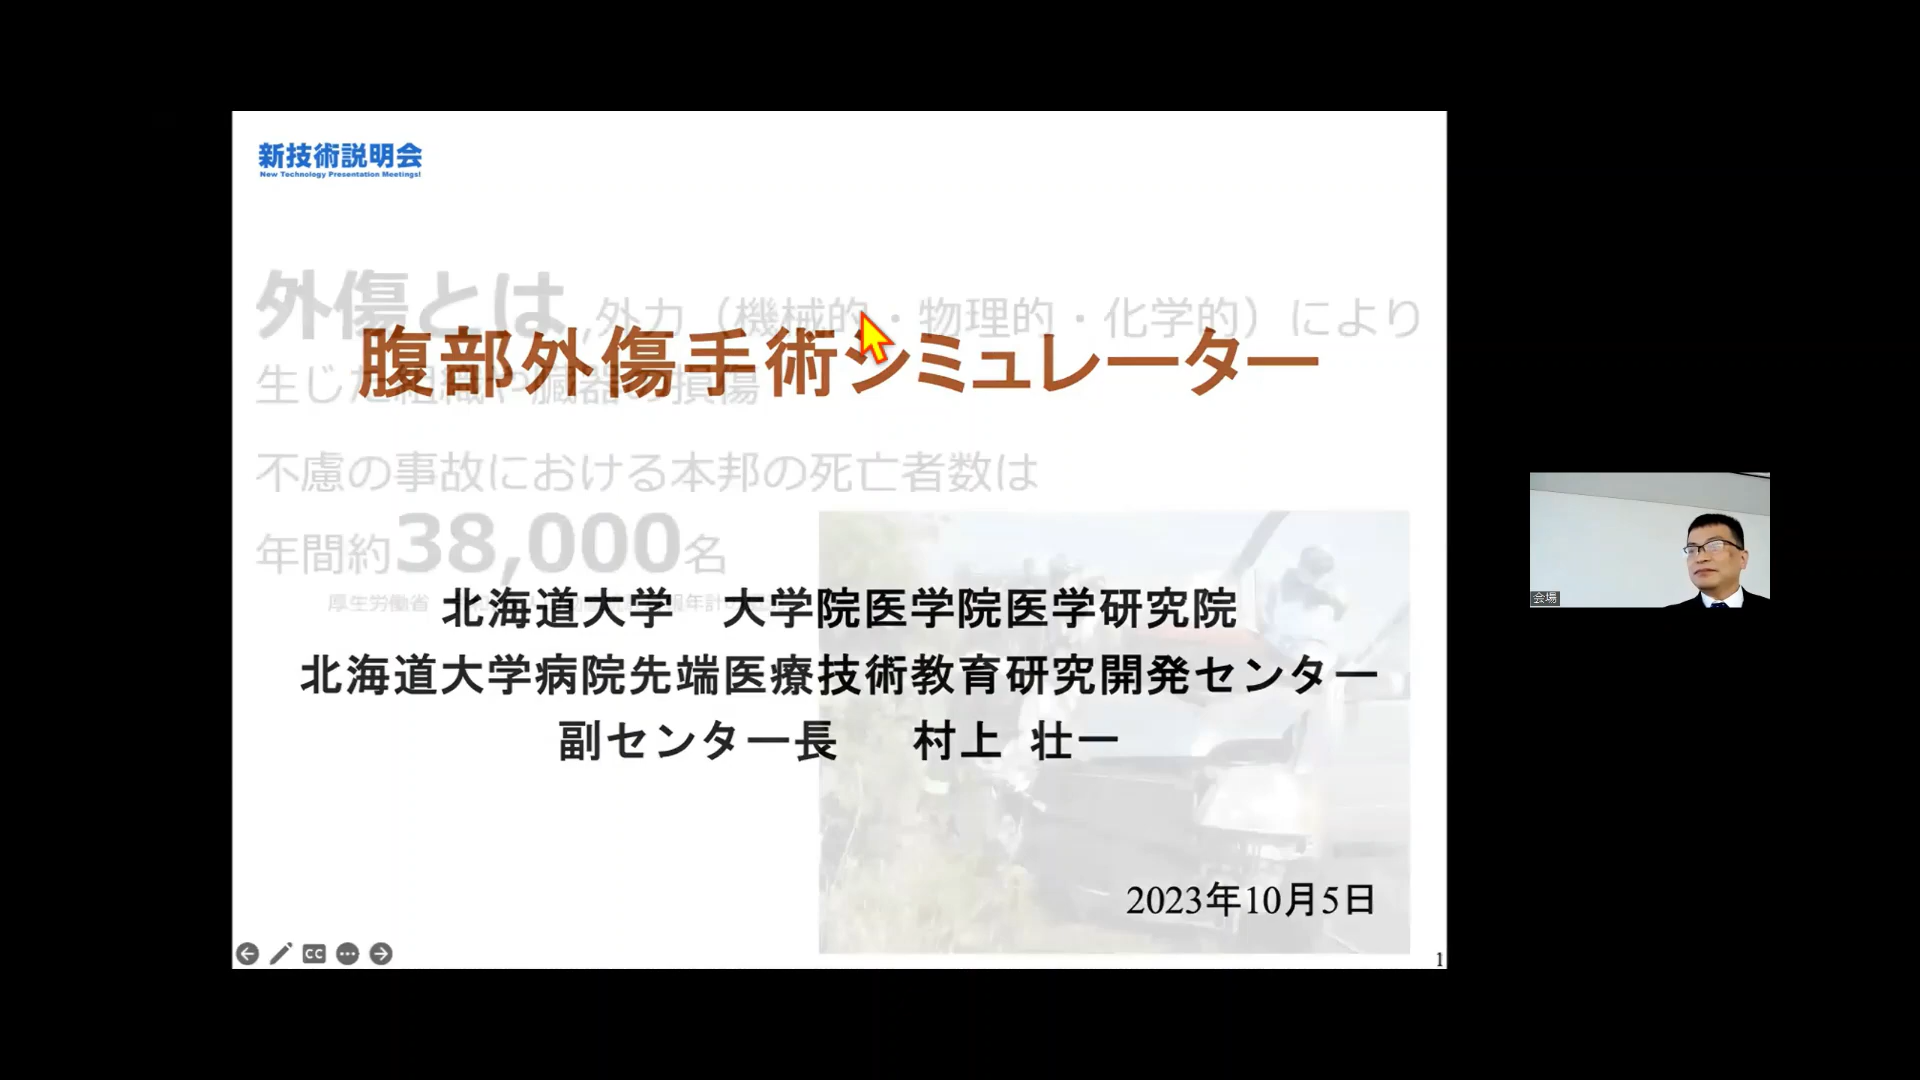 新技術説明会
New Technology Presentation Meetings!
外傷とは,外力（機械的・物理的・化学的）により
腹部外傷手術シミュレーター
生じた組織や臓器の損傷
不慮の事故における本邦の死亡者数は
年間約38,000名
厚生労働省
北海道大学 大学院医学院医学研究院
北海道大学病院先端医療技術教育研究開発センター
副センター長 村上 壮一
2023年10月5日
CC
1
会場